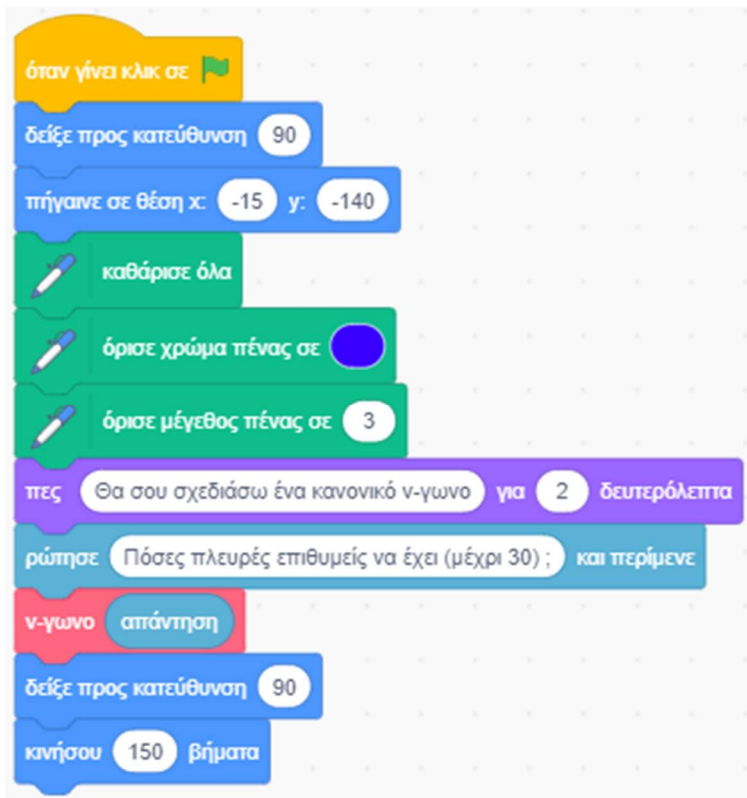 όταν γίνει κλικ σε
δείξε προς κατεύθυνση 90
πήγαινε σε θέση x: -15 y: -140
καθάρισε όλα
όρισε χρώμα πένας σε
όρισε μέγεθος πένας σε 3
πες Θα σου σχεδιάσω ένα κανονικό ν-γωνο για 2 δευτερόλεπτα
ρώτησε Πόσες πλευρές επιθυμείς να έχει (μέχρι 30) ; και περίμενε
ν-γωνο απάντηση
δείξε προς κατεύθυνση 90
κινήσου 150 βήματα